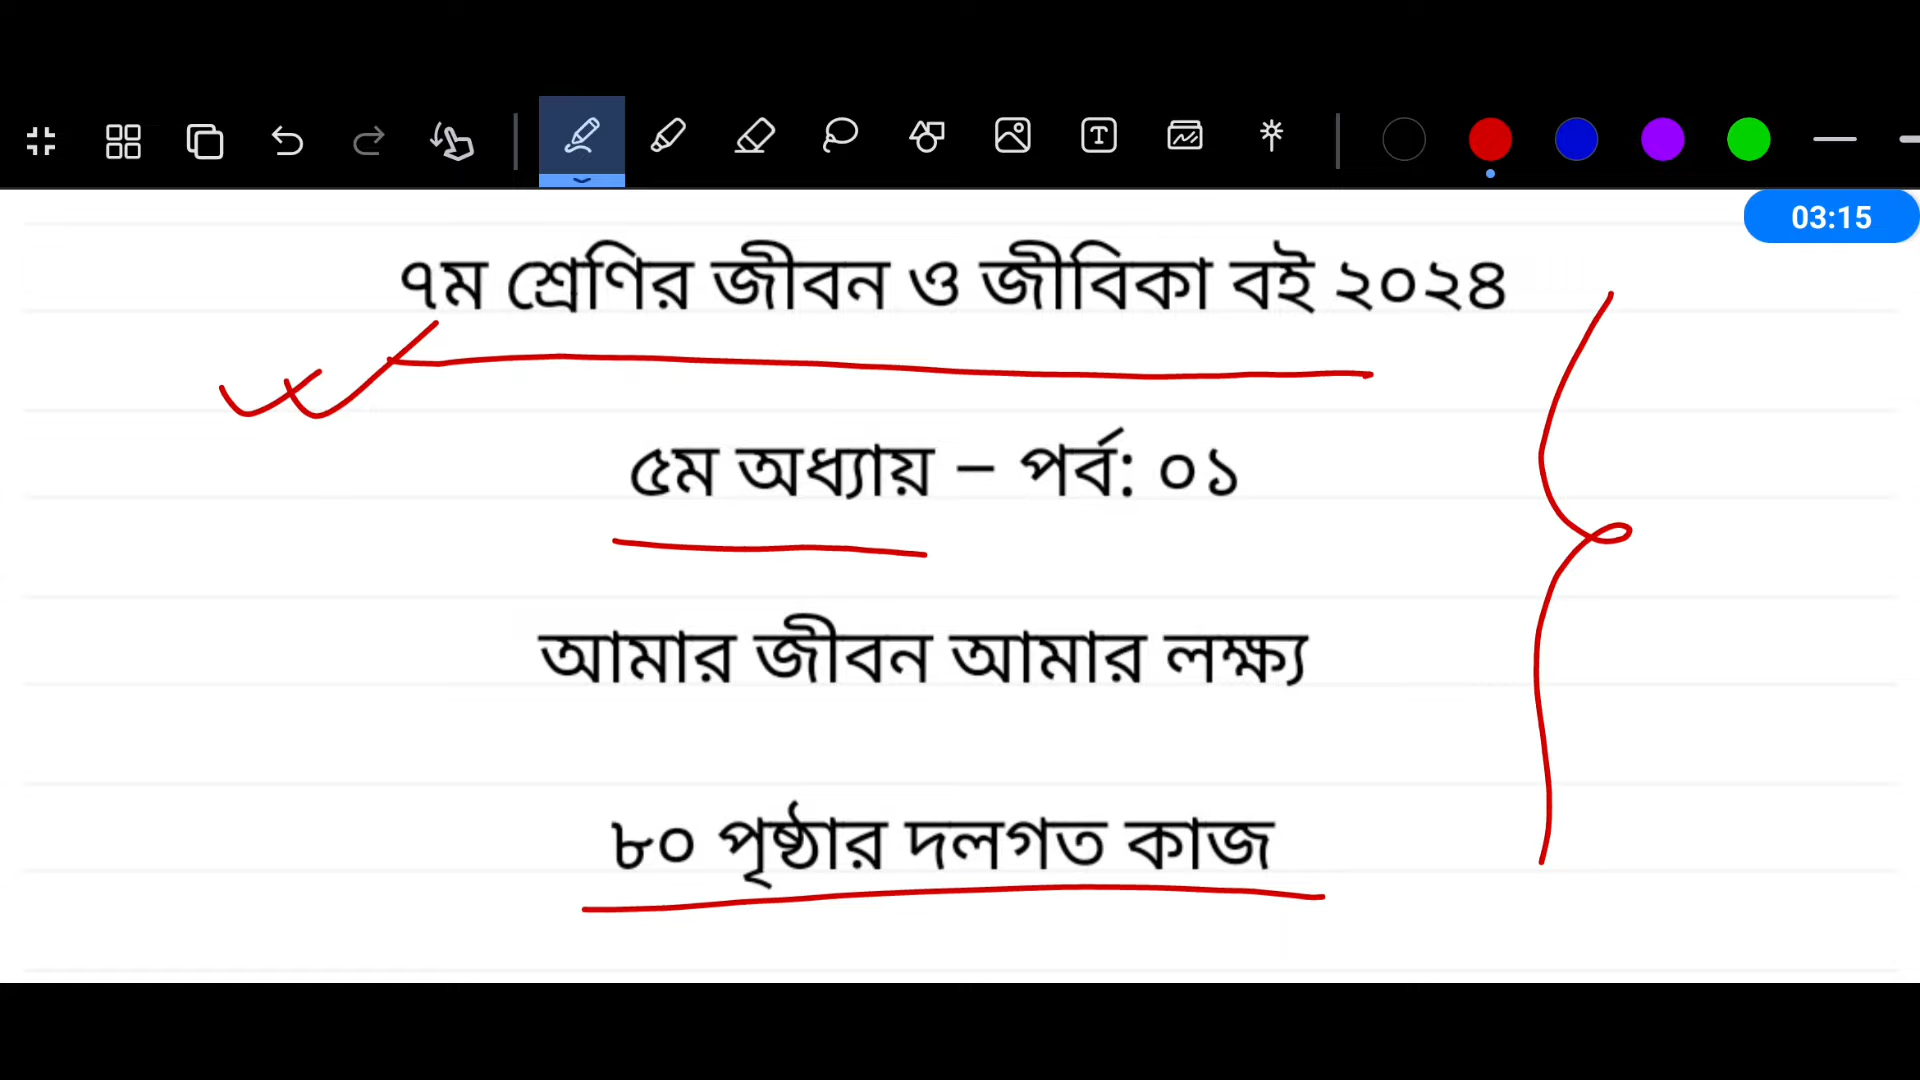 03:15
৭ম শ্রেণির জীবন ও জীবিকা বই ২০২৪
৫ম অধ্যায় – পর্ব: ০১
আমার জীবন আমার লক্ষ্য
৮০ পৃষ্ঠার দলগত কাজ